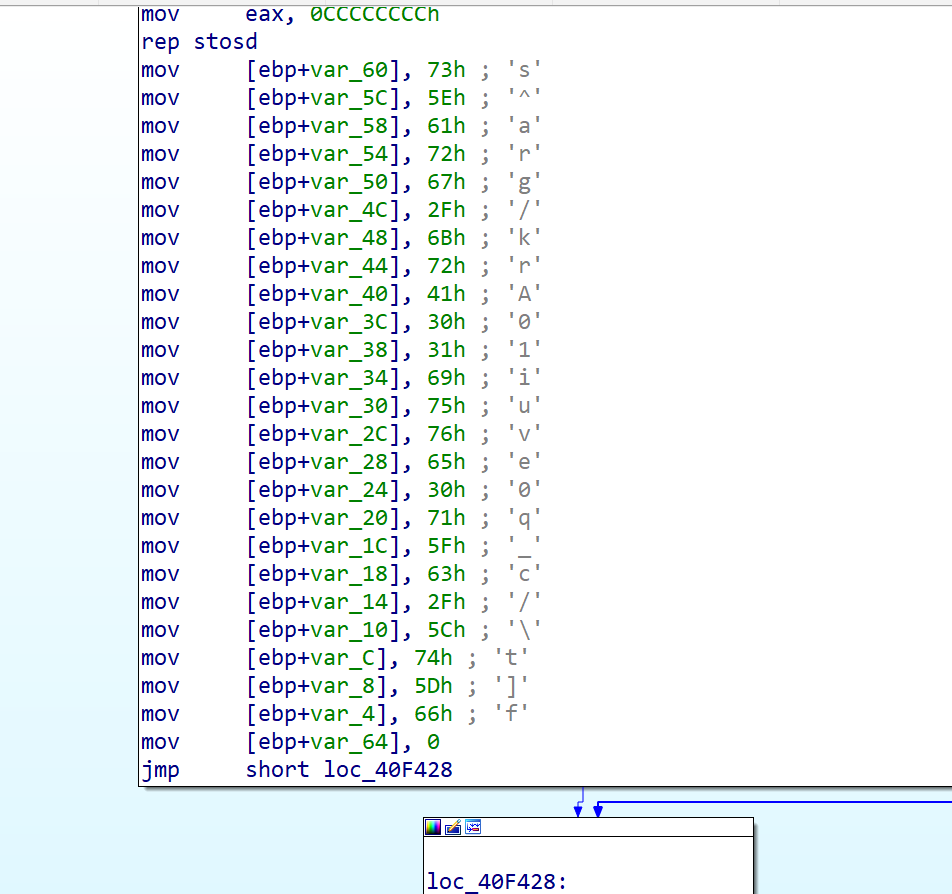 mov     eax, 0CCCCCCCCh
rep stosd
mov     [ebp+var_60], 73h ; 's'
mov     [ebp+var_5C], 5Eh ; '^'
mov     [ebp+var_58], 61h ; 'a'
mov     [ebp+var_54], 72h ; 'r'
mov     [ebp+var_50], 67h ; 'g'
mov     [ebp+var_4C], 2Fh ; '/'
mov     [ebp+var_48], 6Bh ; 'k'
mov     [ebp+var_44], 72h ; 'r'
mov     [ebp+var_40], 41h ; 'A'
mov     [ebp+var_3C], 30h ; '0'
mov     [ebp+var_38], 31h ; '1'
mov     [ebp+var_34], 69h ; 'i'
mov     [ebp+var_30], 75h ; 'u'
mov     [ebp+var_2C], 76h ; 'v'
mov     [ebp+var_28], 65h ; 'e'
mov     [ebp+var_24], 30h ; '0'
mov     [ebp+var_20], 71h ; 'q'
mov     [ebp+var_1C], 5Fh ; '_'
mov     [ebp+var_18], 63h ; 'c'
mov     [ebp+var_14], 2Fh ; '/'
mov     [ebp+var_10], 5Ch ; '\'
mov     [ebp+var_C], 74h ; 't'
mov     [ebp+var_8], 5Dh ; ']'
mov     [ebp+var_4], 66h ; 'f'
mov     [ebp+var_64], 0
jmp     short loc_40F428
loc_40F428: